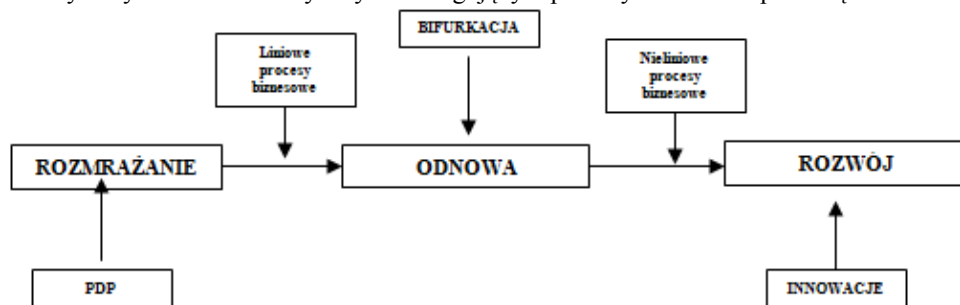 BIFURKACJA
Liniowe
procesy
biznesowe
Nieliniowe
procesy
biznesowe
ROZMRAŻANIE
ODNOWA
ROZWÓJ
PDP
INNOWACJE